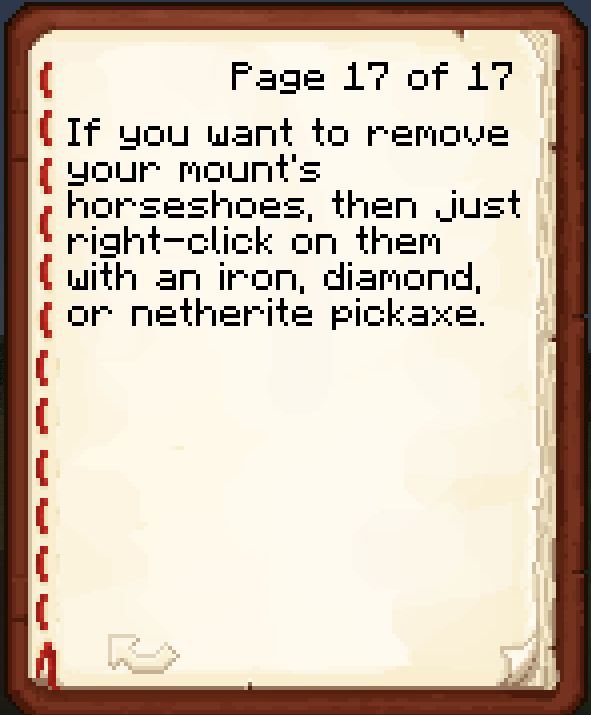 Page 17 of 17
If you want to remove
your mount's
horseshoes, then just
right-click on them
with an iron, diamond,
or netherite pickaxe.